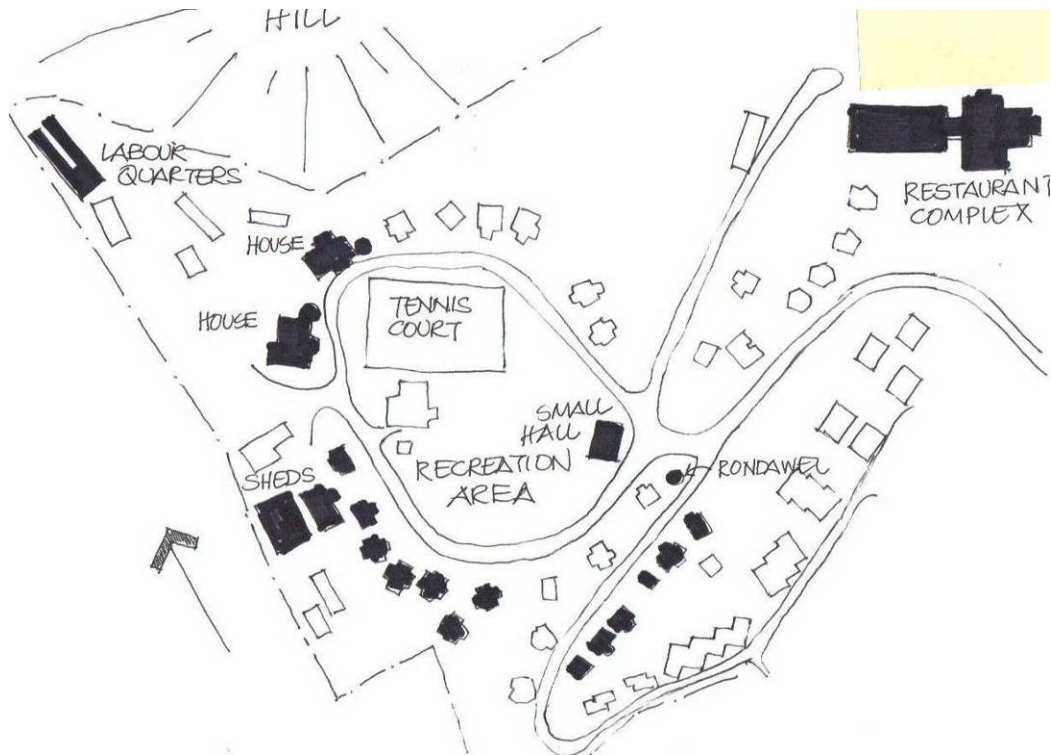 HILL
LABOUR
QUARTERS
RESTAURANT
COMPLEX
HOUSE
HOUSE
TENNIS
COURT
SMALL
HALL
RECREATION
AREA
RONDAWEL
SHEDS